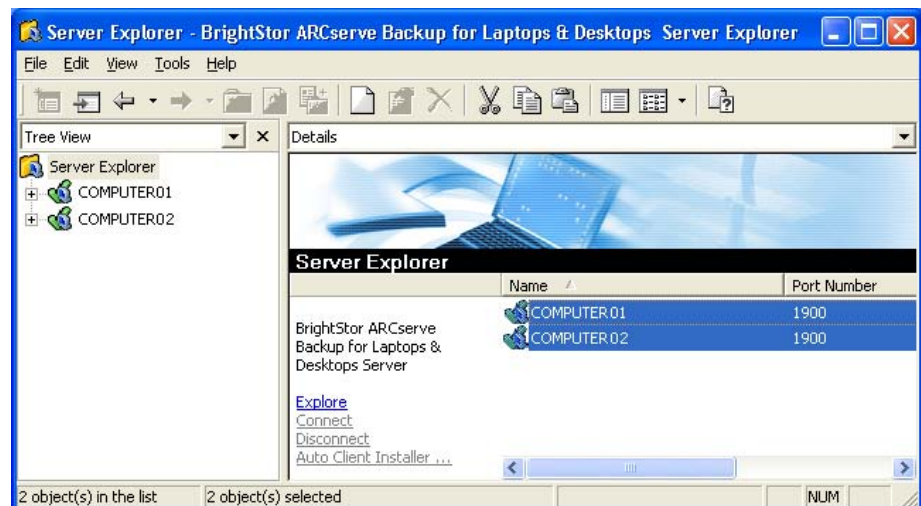 Server Explorer - BrightStor ARCserve Backup for Laptops & Desktops Server Explorer
File Edit View Tools Help
Tree View
Details
Server Explorer
COMPUTER01
COMPUTER02
Server Explorer
Name Port Number
COMPUTER01 1900
COMPUTER02 1900
BrightStor ARCserve
Backup for Laptops &
Desktops Server
Explore
Connect
Disconnect
Auto Client Installer ...
2 object(s) in the list 2 object(s) selected NUM